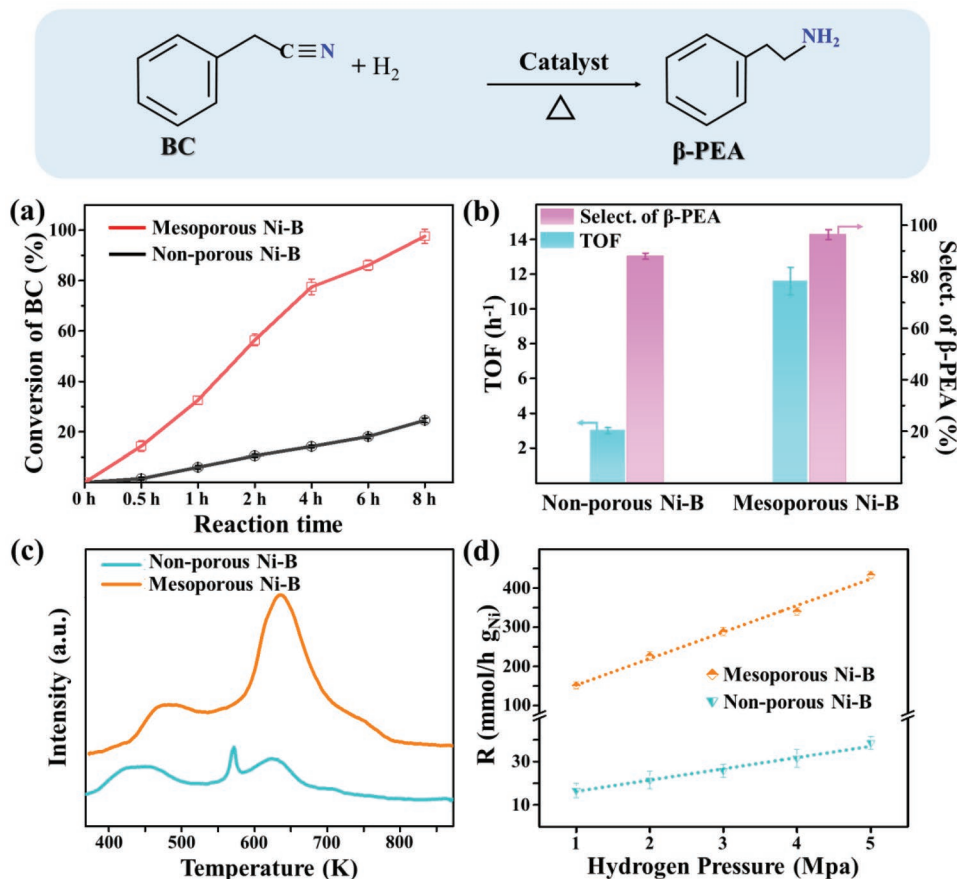 C≡N
+ H₂
Catalyst
△
NH₂
BC
β-PEA
(a)
Mesoporous Ni-B
Non-porous Ni-B
Conversion of BC (%)
100
80
60
40
20
0 h 0.5 h 1 h 2 h 4 h 6 h 8 h
Reaction time
(b)
Select. of β-PEA
TOF
TOF (h⁻¹)
14
12
10
8
6
4
2
100
80
60
40
20
Select. of β-PEA (%)
Non-porous Ni-B Mesoporous Ni-B
(c)
Non-porous Ni-B
Mesoporous Ni-B
Intensity (a.u.)
400 500 600 700 800
Temperature (K)
(d)
R (mmol/h gNi)
400
300
200
100
30
10
Mesoporous Ni-B
Non-porous Ni-B
1 2 3 4 5
Hydrogen Pressure (Mpa)